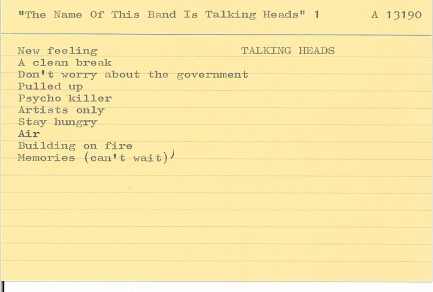 "The Name Of This Band Is Talking Heads" 1 A 13190
New feeling TALKING HEADS
A clean break
Don't worry about the government
Pulled up
Psycho killer
Artists only
Stay hungry
Air
Building on fire
Memories (can't wait)